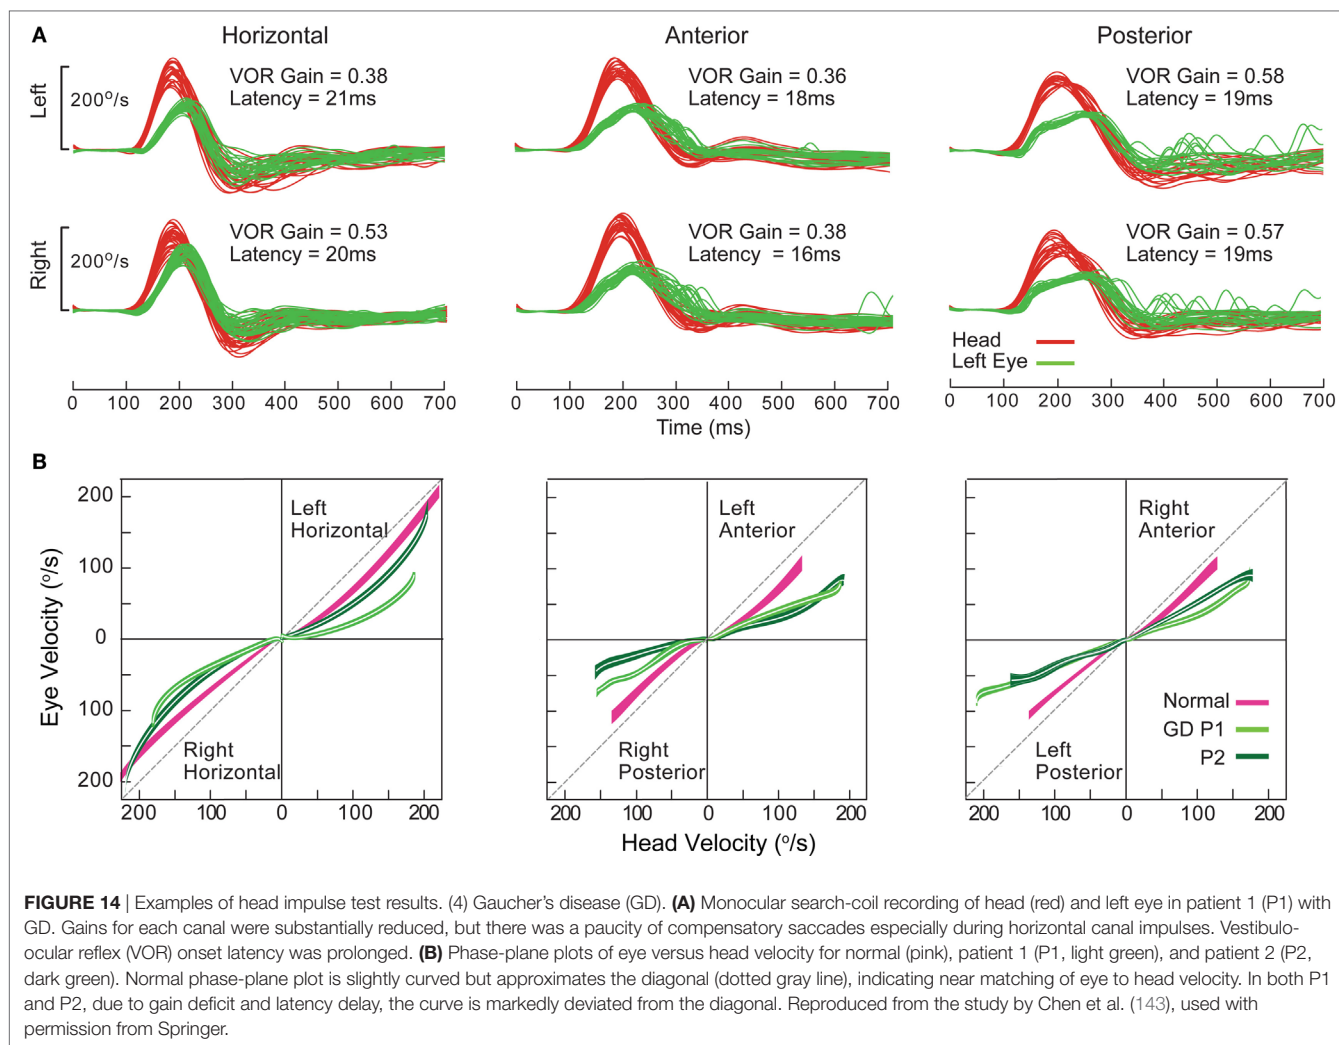 A
Horizontal
Anterior
Posterior
Left
200°/s
VOR Gain = 0.38
Latency = 21ms
VOR Gain = 0.36
Latency = 18ms
VOR Gain = 0.58
Latency = 19ms
Right
200°/s
VOR Gain = 0.53
Latency = 20ms
VOR Gain = 0.38
Latency = 16ms
VOR Gain = 0.57
Latency = 19ms
Head
Left Eye
0 100 200 300 400 500 600 700
0 100 200 300 400 500 600 700
0 100 200 300 400 500 600 700
Time (ms)
B
Eye Velocity (°/s)
200
100
0
100
200
Left
Horizontal
Right
Horizontal
Left
Anterior
Right
Posterior
Right
Anterior
Left
Posterior
Normal
GD P1
P2
200 100 0 100 200
200 100 0 100 200
200 100 0 100 200
Head Velocity (°/s)
FIGURE 14 | Examples of head impulse test results. (4) Gaucher's disease (GD). (A) Monocular search-coil recording of head (red) and left eye in patient 1 (P1) with
GD. Gains for each canal were substantially reduced, but there was a paucity of compensatory saccades especially during horizontal canal impulses. Vestibulo-
ocular reflex (VOR) onset latency was prolonged. (B) Phase-plane plots of eye versus head velocity for normal (pink), patient 1 (P1, light green), and patient 2 (P2,
dark green). Normal phase-plane plot is slightly curved but approximates the diagonal (dotted gray line), indicating near matching of eye to head velocity. In both P1
and P2, due to gain deficit and latency delay, the curve is markedly deviated from the diagonal. Reproduced from the study by Chen et al. (143), used with
permission from Springer.